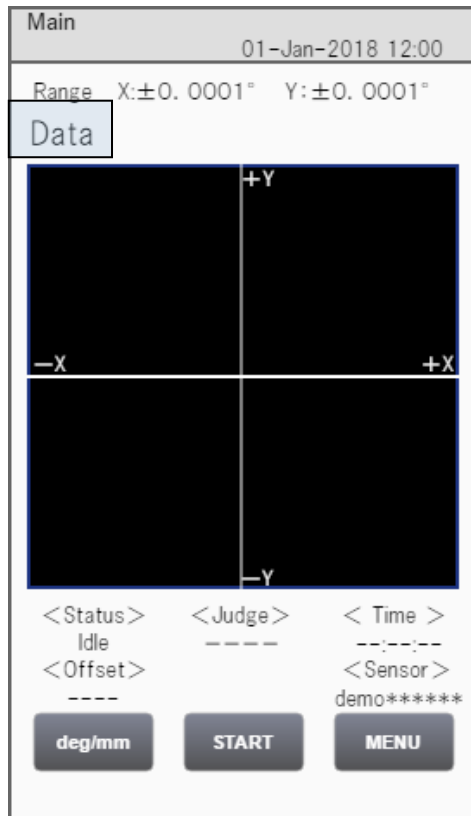 Main
01-Jan-2018 12:00
Range X:±0. 0001° Y:±0. 0001°
Data
+Y
−X +X
−Y
<Status> <Judge> < Time >
Idle ---- --:--:--
<Offset> <Sensor>
---- demo******
deg/mm START MENU